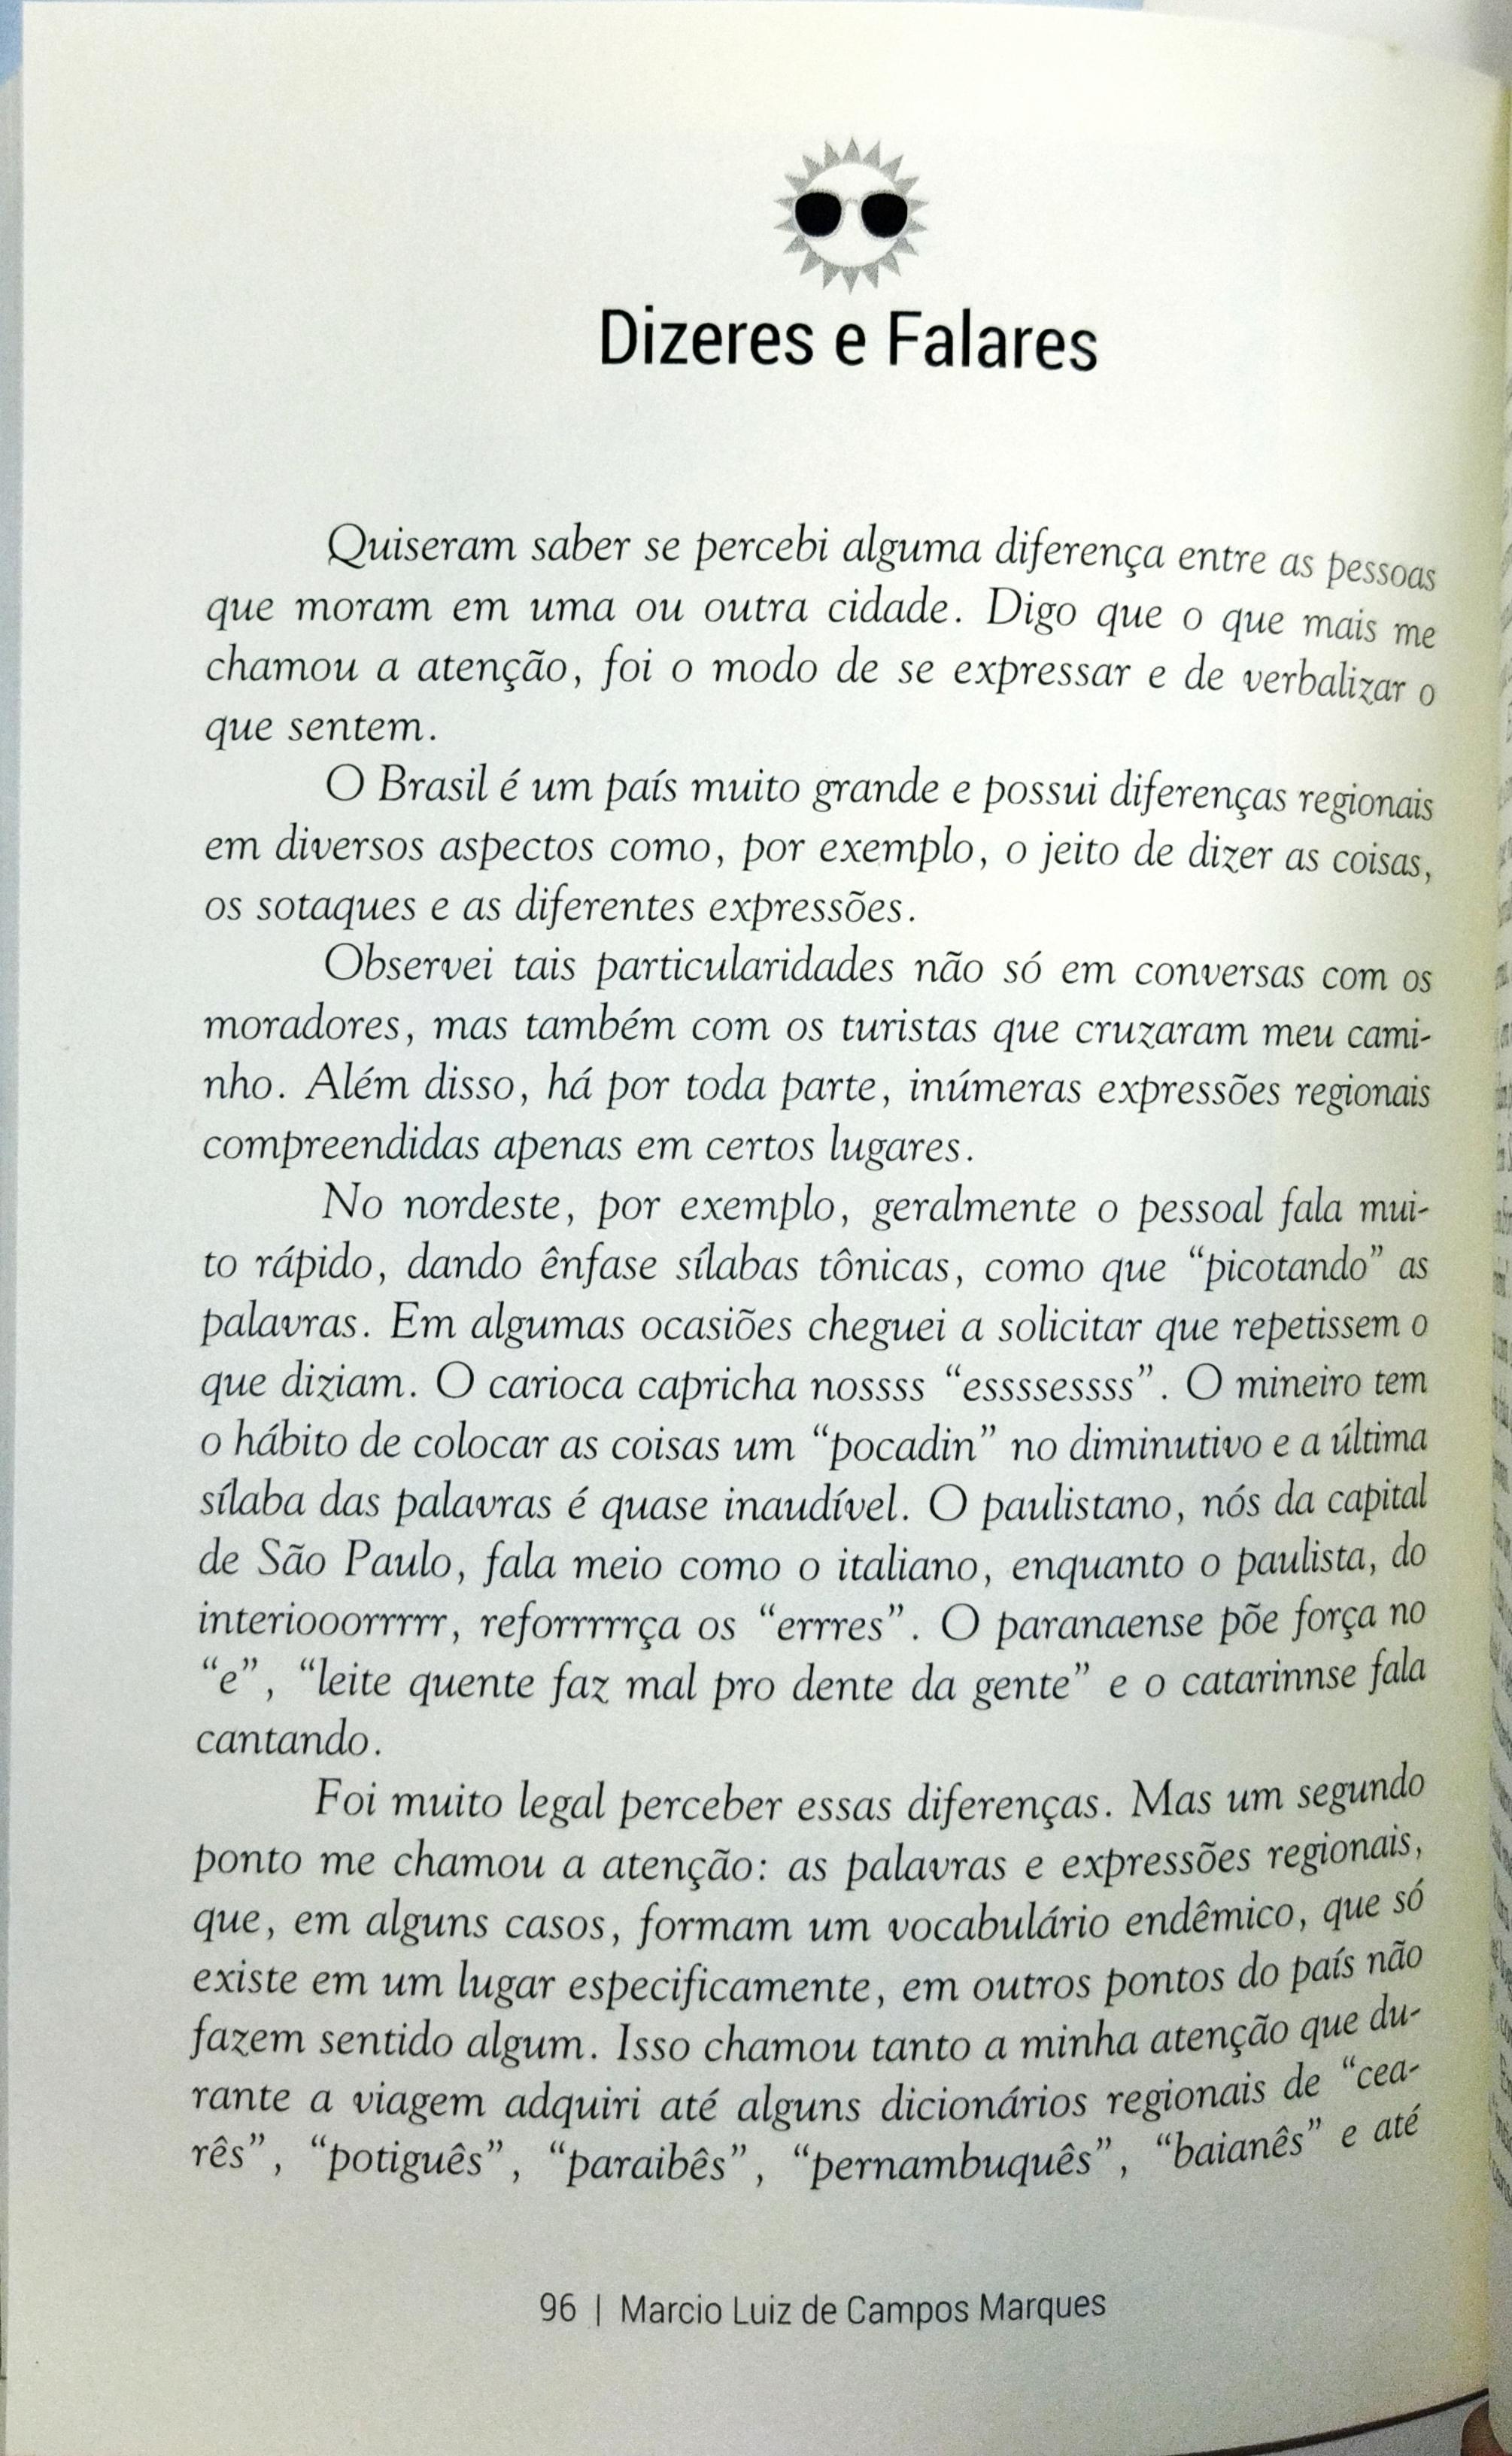 Dizeres e Falares
Quiseram saber se percebi alguma diferença entre as pessoas
que moram em uma ou outra cidade. Digo que o que mais me
chamou a atenção, foi o modo de se expressar e de verbalizar o
que sentem.
O Brasil é um país muito grande e possui diferenças regionais
em diversos aspectos como, por exemplo, o jeito de dizer as coisas,
os sotaques e as diferentes expressões.
Observei tais particularidades não só em conversas com os
moradores, mas também com os turistas que cruzaram meu cami-
nho. Além disso, há por toda parte, inúmeras expressões regionais
compreendidas apenas em certos lugares.
No nordeste, por exemplo, geralmente o pessoal fala mui-
to rápido, dando ênfase sílabas tônicas, como que “picotando” as
palavras. Em algumas ocasiões cheguei a solicitar que repetissem o
que diziam. O carioca capricha nossss “essssessss”. O mineiro tem
o hábito de colocar as coisas um “pocadin” no diminutivo e a última
sílaba das palavras é quase inaudível. O paulistano, nós da capital
de São Paulo, fala meio como o italiano, enquanto o paulista, do
interiooorrrrr, reforrrrrça os “errres”. O paranaense põe força no
“e”, “leite quente faz mal pro dente da gente” e o catarinnse fala
cantando.
Foi muito legal perceber essas diferenças. Mas um segundo
ponto me chamou a atenção: as palavras e expressões regionais,
que, em alguns casos, formam um vocabulário endêmico, que só
existe em um lugar especificamente, em outros pontos do país não
fazem sentido algum. Isso chamou tanto a minha atenção que du-
rante a viagem adquiri até alguns dicionários regionais de “cea-
rês”, “potiguês”, “paraibês”, “pernambuquês”, “baianês” e até
96 | Marcio Luiz de Campos Marques